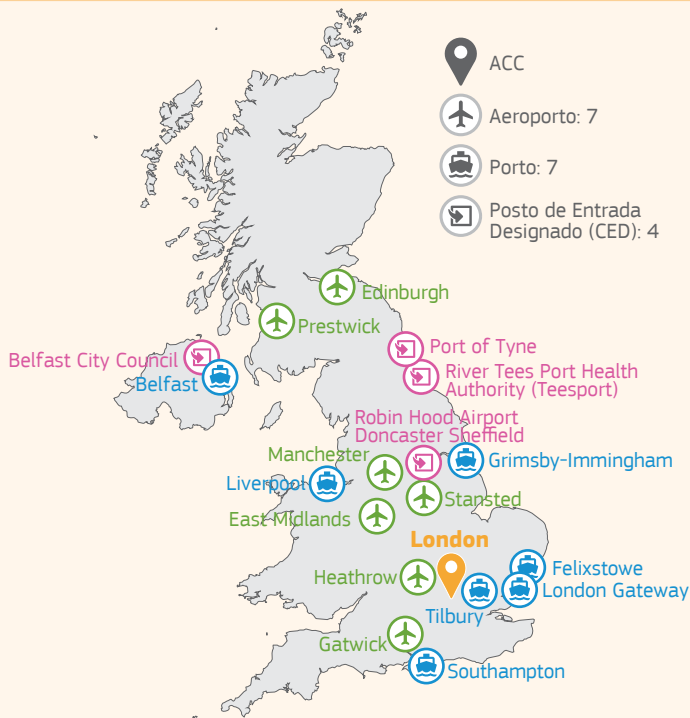 ACC
Aeroporto: 7
Porto: 7
Posto de Entrada
Designado (CED): 4
Edinburgh
Prestwick
Port of Tyne
Belfast City Council
River Tees Port Health
Authority (Teesport)
Belfast
Robin Hood Airport
Doncaster Sheffield
Manchester
Grimsby-Immingham
Liverpool
Stansted
East Midlands
London
Heathrow
Felixstowe
London Gateway
Tilbury
Gatwick
Southampton